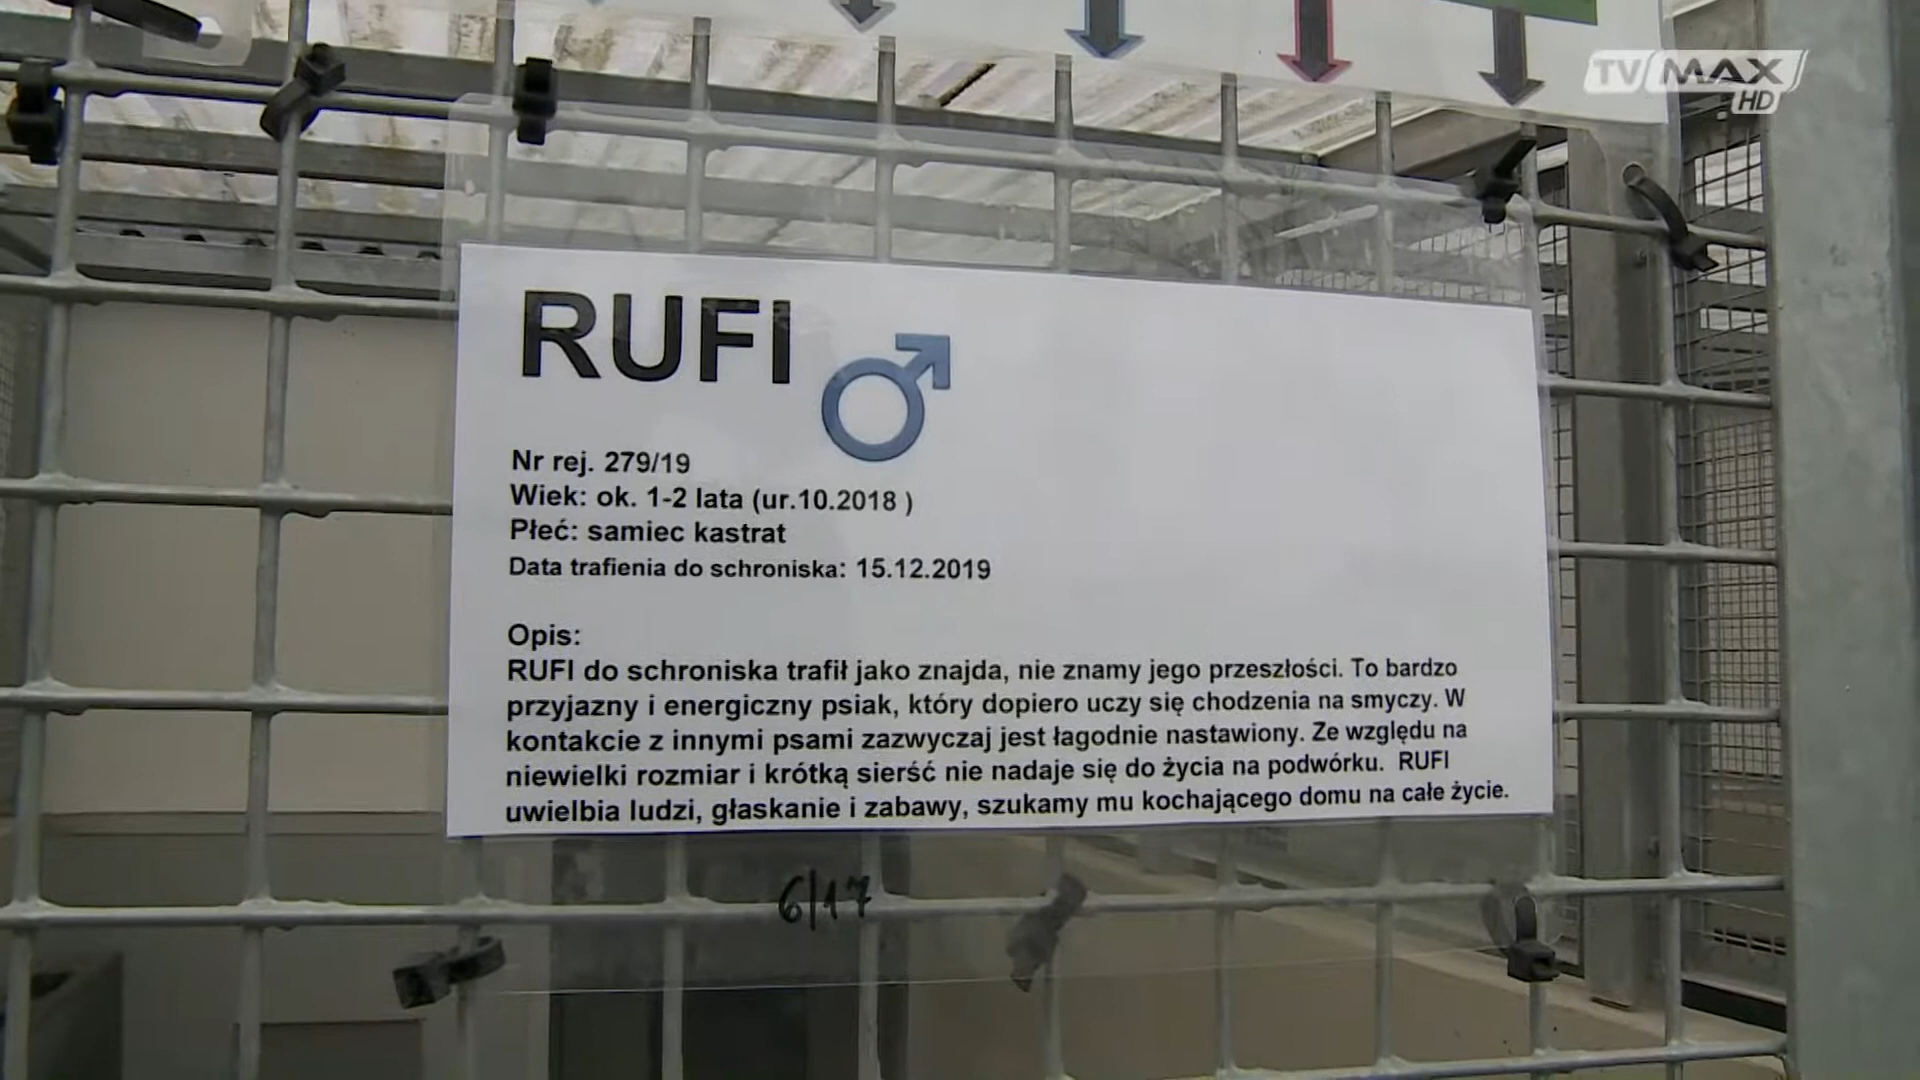 TV MAX
HD
RUFI
Nr rej. 279/19
Wiek: ok. 1-2 lata (ur.10.2018 )
Płeć: samiec kastrat
Data trafienia do schroniska: 15.12.2019
Opis:
RUFI do schroniska trafił jako znajda, nie znamy jego przeszłości. To bardzo
przyjazny i energiczny psiak, który dopiero uczy się chodzenia na smyczy. W
kontakcie z innymi psami zazwyczaj jest łagodnie nastawiony. Ze względu na
niewielki rozmiar i krótką sierść nie nadaje się do życia na podwórku. RUFI
uwielbia ludzi, głaskanie i zabawy, szukamy mu kochającego domu na całe życie.
6/17